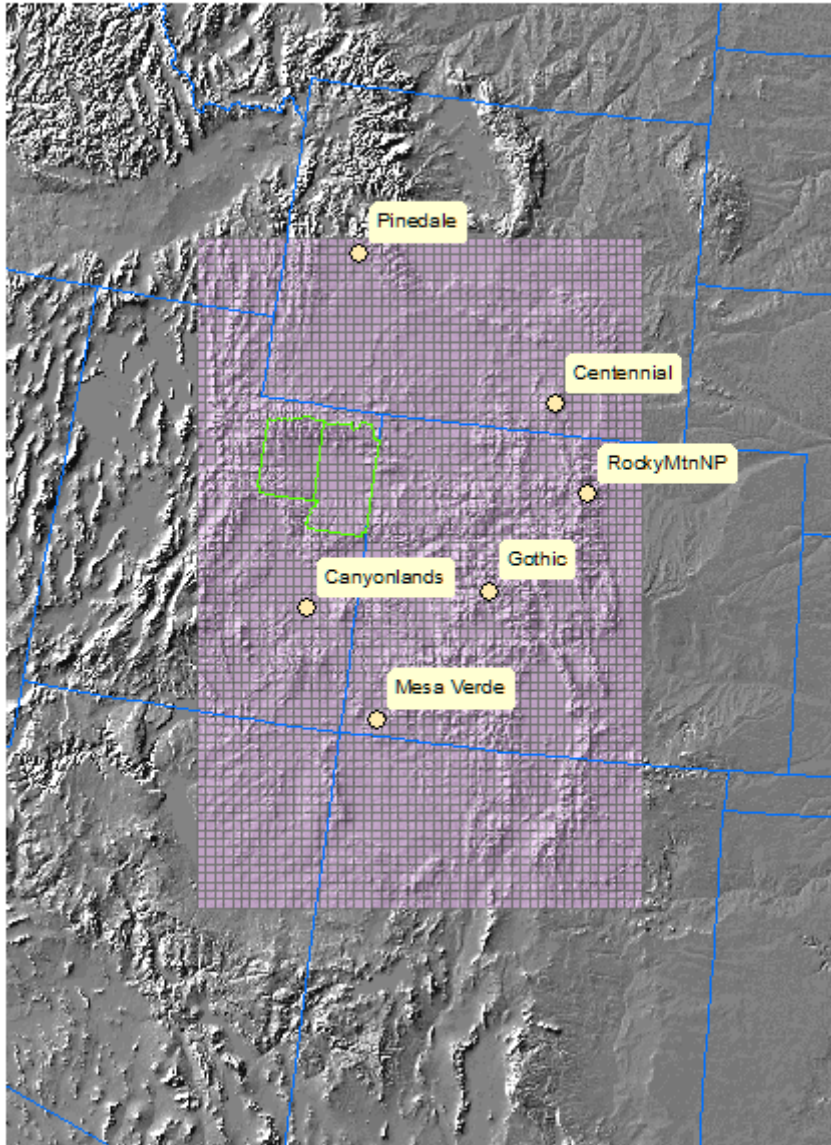 Pinedale
Centennial
RockyMtnNP
Gothic
Canyonlands
Mesa Verde